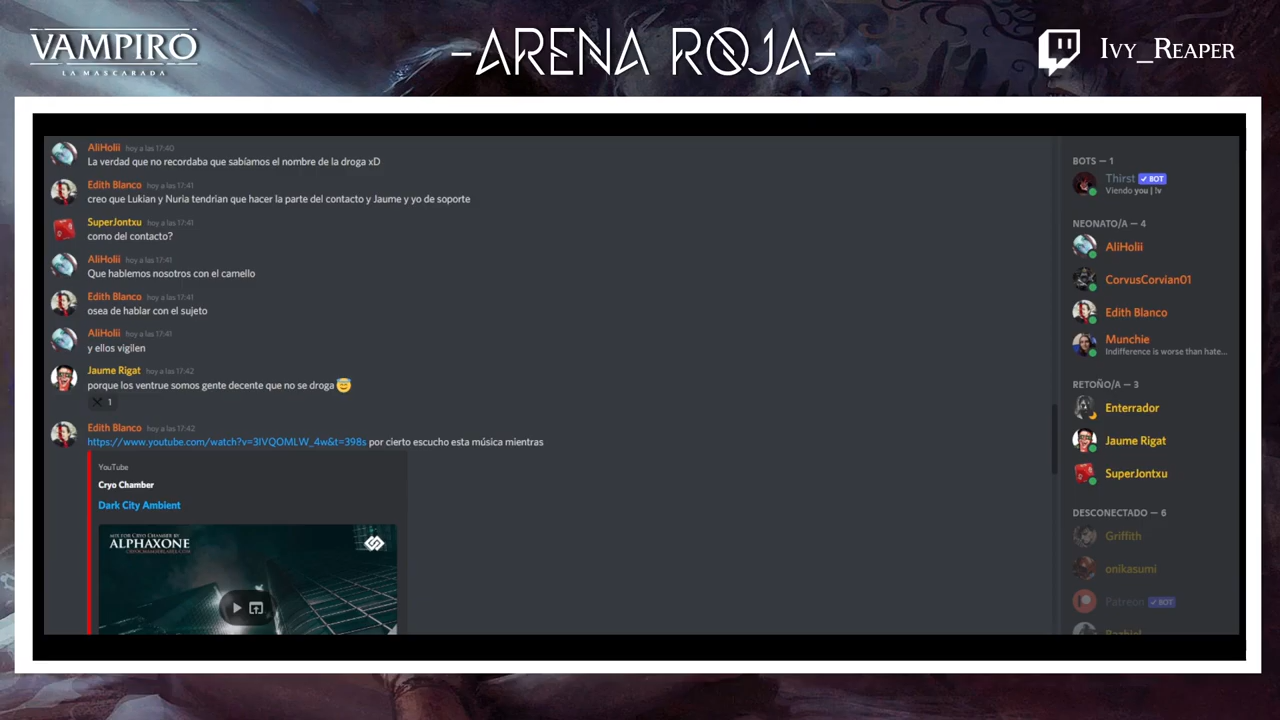 VAMPIRO
LA MASCARADA
-ARENA ROJA-
Ivy_Reaper
AliHolii hoy a las 17:40
La verdad que no recordaba que sabíamos el nombre de la droga xD
Edith Blanco hoy a las 17:41
creo que Lukian y Nuria tendrian que hacer la parte del contacto y Jaume y yo de soporte
SuperJontxu hoy a las 17:41
como del contacto?
AliHolii hoy a las 17:41
Que hablemos nosotros con el camello
Edith Blanco hoy a las 17:41
osea de hablar con el sujeto
AliHolii hoy a las 17:41
y ellos vigilen
Jaume Rigat hoy a las 17:42
porque los ventrue somos gente decente que no se droga 😇
1
Edith Blanco hoy a las 17:42
https://www.youtube.com/watch?v=3IVQOMLW_4w&t=398s por cierto escucho esta música mientras
YouTube
Cryo Chamber
Dark City Ambient
MIX FOR CRYO CHAMBER BY
ALPHAXONE
BOTS — 1
Thirst BOT
Viendo you | !v
NEONATO/A — 4
AliHolii
CorvusCorvian01
Edith Blanco
Munchie
Indifference is worse than hate...
RETOÑO/A — 3
Enterrador
Jaume Rigat
SuperJontxu
DESCONECTADO — 6
Griffith
onikasumi
Patreon BOT